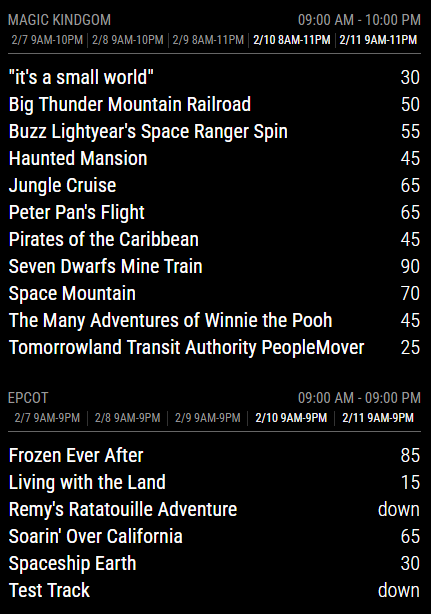 MAGIC KINDGOM 09:00 AM - 10:00 PM
2/7 9AM-10PM 2/8 9AM-10PM 2/9 8AM-11PM 2/10 8AM-11PM 2/11 9AM-11PM
"it's a small world" 30
Big Thunder Mountain Railroad 50
Buzz Lightyear's Space Ranger Spin 55
Haunted Mansion 45
Jungle Cruise 65
Peter Pan's Flight 65
Pirates of the Caribbean 45
Seven Dwarfs Mine Train 90
Space Mountain 70
The Many Adventures of Winnie the Pooh 45
Tomorrowland Transit Authority PeopleMover 25
EPCOT 09:00 AM - 09:00 PM
2/7 9AM-9PM 2/8 9AM-9PM 2/9 9AM-9PM 2/10 9AM-9PM 2/11 9AM-9PM
Frozen Ever After 85
Living with the Land 15
Remy's Ratatouille Adventure down
Soarin' Over California 65
Spaceship Earth 30
Test Track down